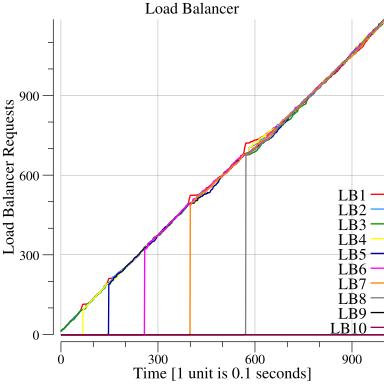 Load Balancer
Load Balancer Requests
900
600
300
0
LB1
LB2
LB3
LB4
LB5
LB6
LB7
LB8
LB9
LB10
0 300 600 900
Time [1 unit is 0.1 seconds]